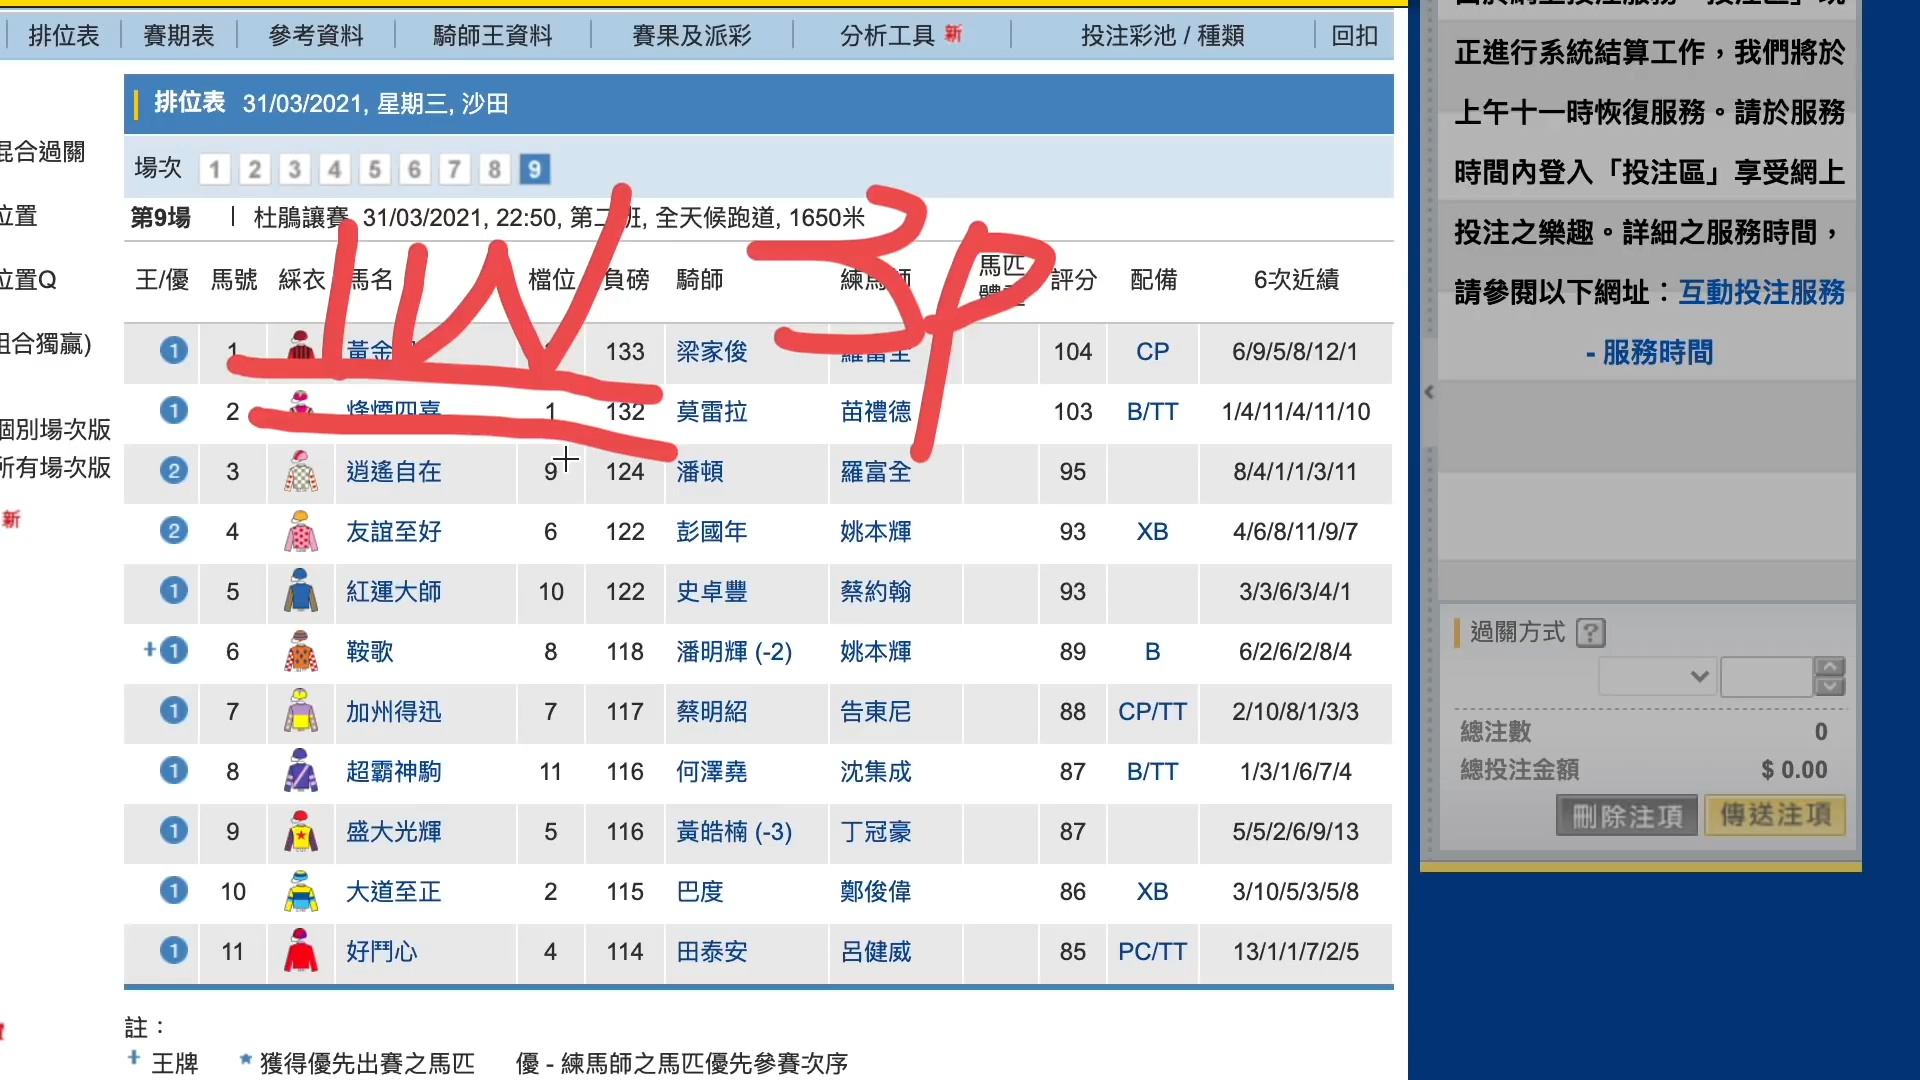 排位表 賽期表 參考資料 騎師王資料 賽果及派彩 分析工具 新 投注彩池 / 種類 回扣
排位表 31/03/2021, 星期三, 沙田
場次 1 2 3 4 5 6 7 8 9
第9場 | 杜鵑讓賽, 31/03/2021, 22:50, 第二班, 全天候跑道, 1650米
1W 3P
王/優 馬號 綵衣 馬名 檔位 負磅 騎師 練馬師 馬匹 評分 配備 6次近績
1 1 黃金 133 梁家俊 羅富全 104 CP 6/9/5/8/12/1
1 2 烽煙四喜 1 132 莫雷拉 苗禮德 103 B/TT 1/4/11/4/11/10
2 3 逍遙自在 9 124 潘頓 羅富全 95 8/4/1/1/3/11
2 4 友誼至好 6 122 彭國年 姚本輝 93 XB 4/6/8/11/9/7
1 5 紅運大師 10 122 史卓豐 蔡約翰 93 3/3/6/3/4/1
+ 1 6 鞍歌 8 118 潘明輝 (-2) 姚本輝 89 B 6/2/6/2/8/4
1 7 加州得迅 7 117 蔡明紹 告東尼 88 CP/TT 2/10/8/1/3/3
1 8 超霸神駒 11 116 何澤堯 沈集成 87 B/TT 1/3/1/6/7/4
1 9 盛大光輝 5 116 黃皓楠 (-3) 丁冠豪 87 5/5/2/6/9/13
1 10 大道至正 2 115 巴度 鄭俊偉 86 XB 3/10/5/3/5/8
1 11 好鬥心 4 114 田泰安 呂健威 85 PC/TT 13/1/1/7/2/5
註：
+ 王牌 * 獲得優先出賽之馬匹 優 - 練馬師之馬匹優先參賽次序
混合過關
位置
位置Q
組合獨贏)
個別場次版
所有場次版
新
正進行系統結算工作，我們將於
上午十一時恢復服務。請於服務
時間內登入「投注區」享受網上
投注之樂趣。詳細之服務時間，
請參閱以下網址：互動投注服務
- 服務時間
過關方式 ?
總注數 0
總投注金額 $ 0.00
刪除注項 傳送注項